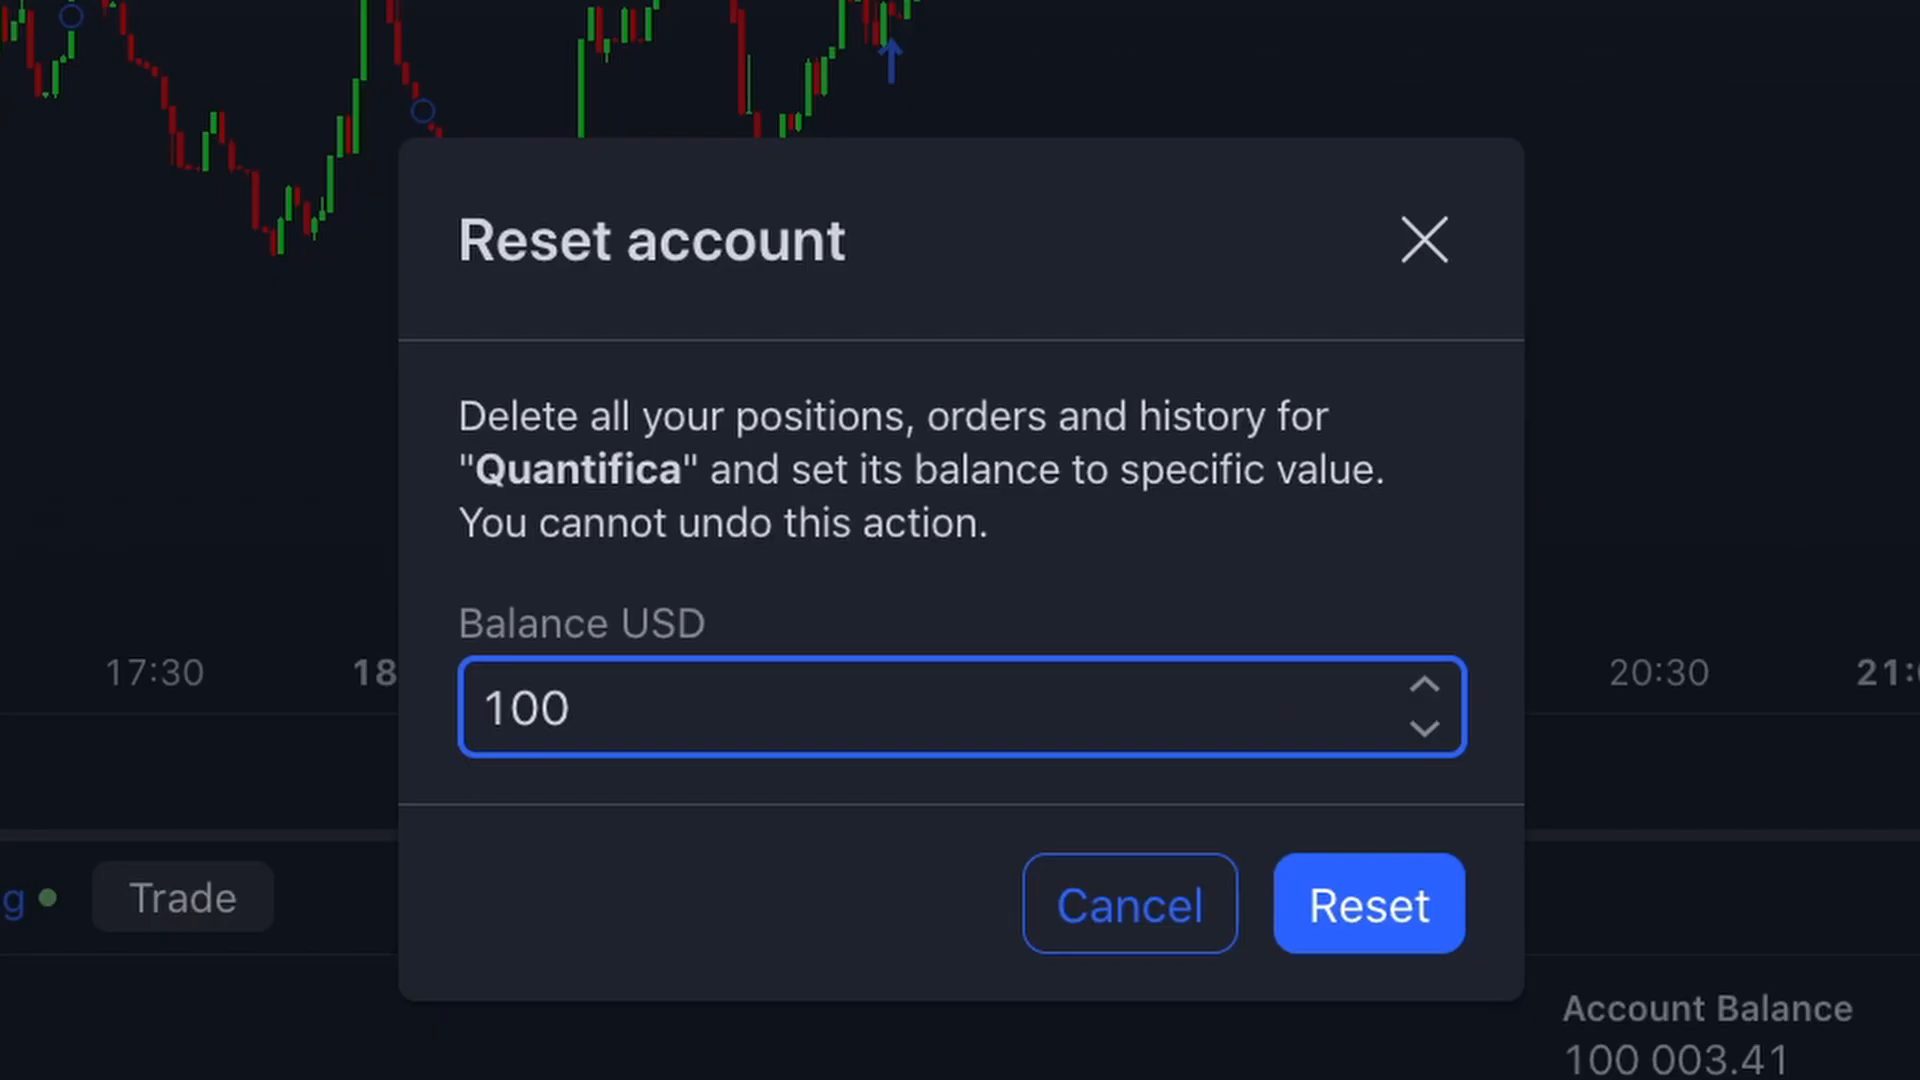 Reset account
Delete all your positions, orders and history for
"Quantifica" and set its balance to specific value.
You cannot undo this action.
Balance USD
100
17:30
18
20:30
21:
Cancel
Reset
g
Trade
Account Balance
100 003.41